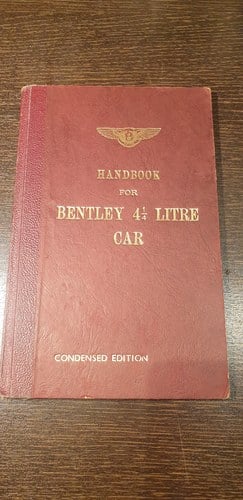 B
HANDBOOK
FOR
BENTLEY 4¼ LITRE
CAR
CONDENSED EDITION